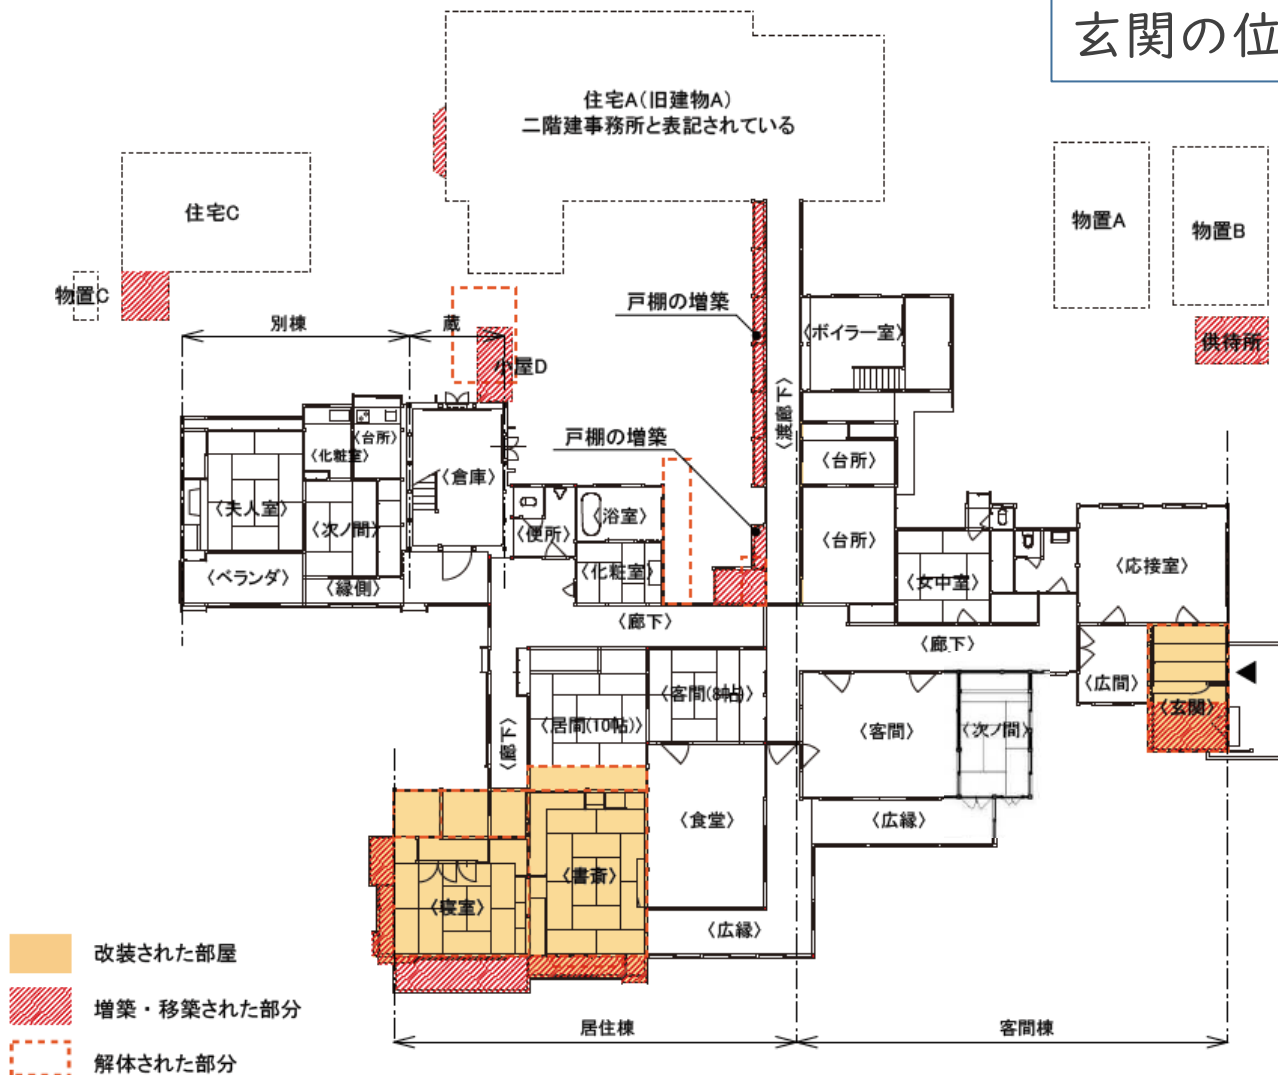 玄関の位
住宅A(旧建物A)
二階建事務所と表記されている
住宅C
物置A
物置B
物置C
供待所
別棟
蔵
小屋D
戸棚の増築
〈ボイラー室〉
〈渡廊下〉
戸棚の増築
〈台所〉
〈化粧室〉
〈倉庫〉
〈台所〉
〈夫人室〉
〈次ノ間〉
〈便所〉
〈浴室〉
〈台所〉
〈ベランダ〉
〈縁側〉
〈化粧室〉
〈女中室〉
〈応接室〉
〈廊下〉
〈廊下〉
〈広間〉
〈玄関〉
〈客間(8帖)〉
〈居間(10帖)〉
〈廊下〉
〈客間〉
〈次ノ間〉
〈食堂〉
〈広縁〉
〈書斎〉
〈寝室〉
〈広縁〉
改装された部屋
増築・移築された部分
解体された部分
居住棟
客間棟